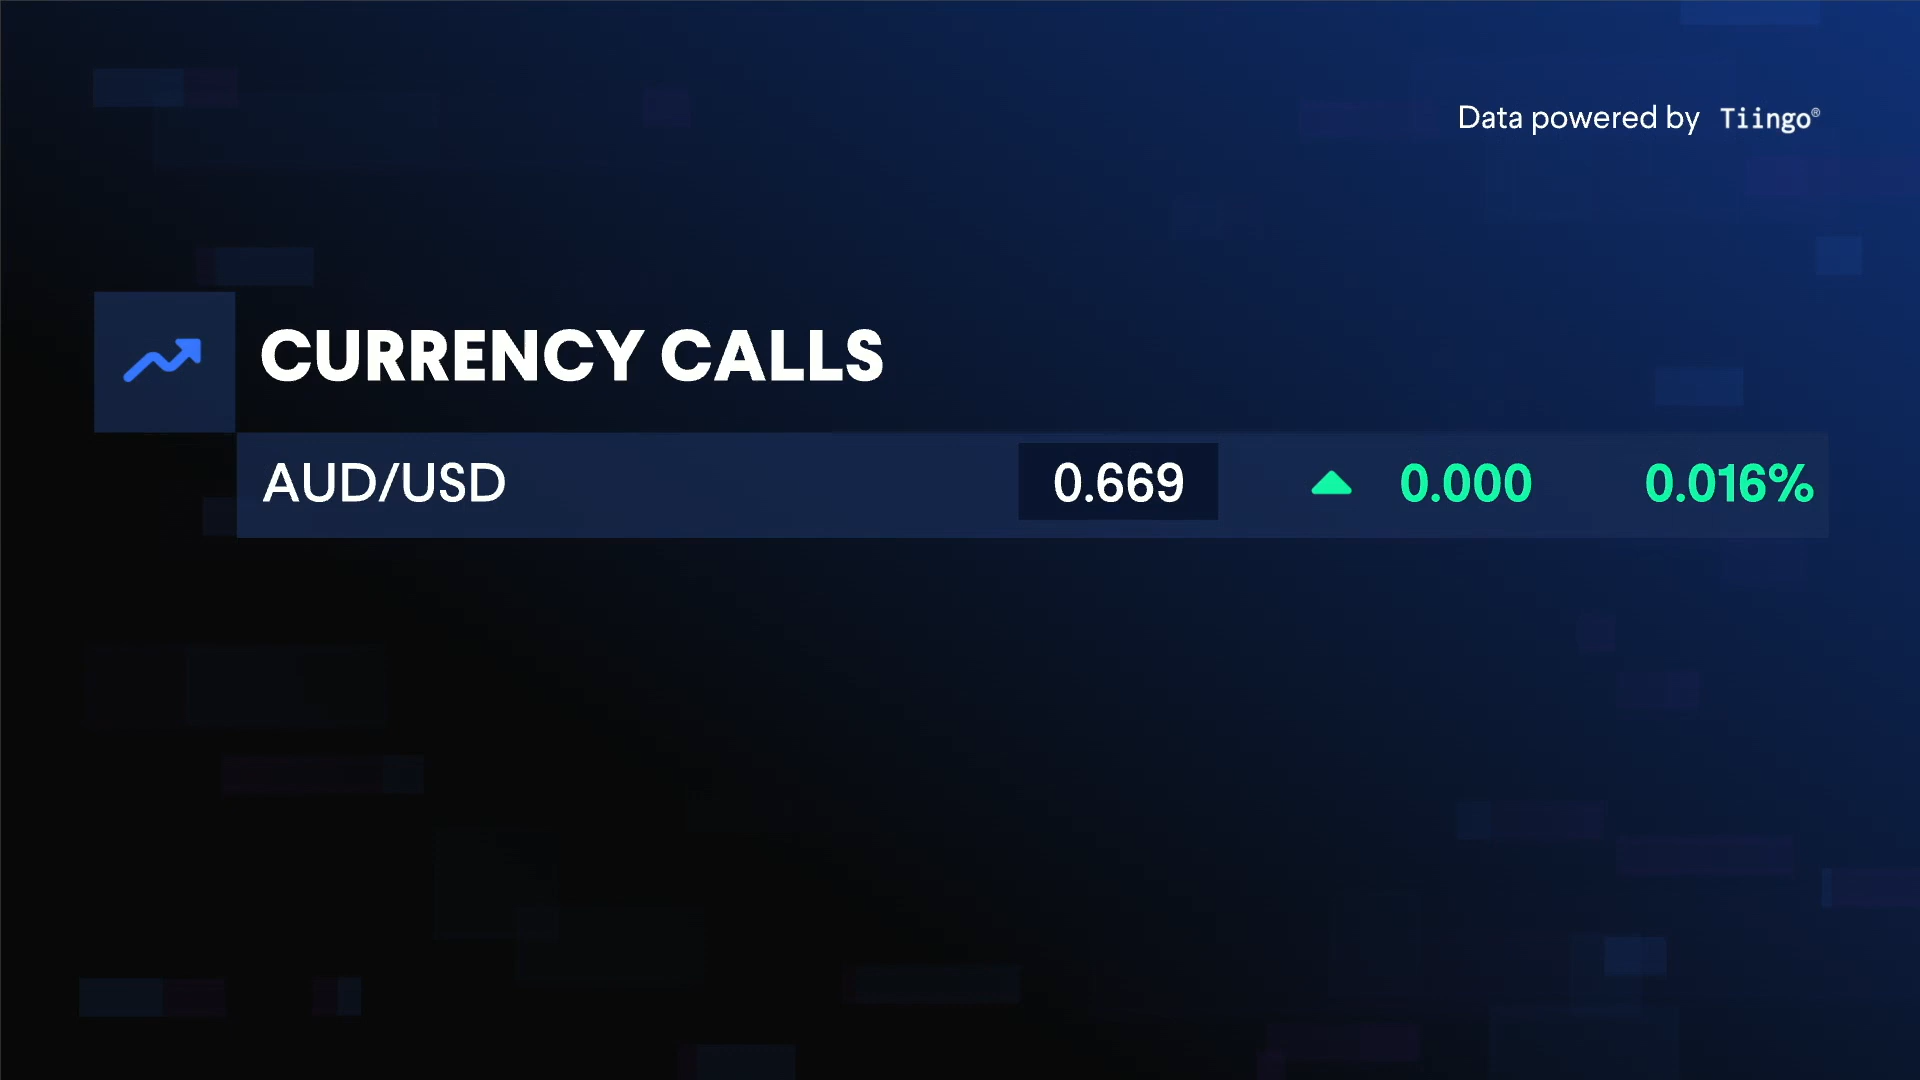 Data powered by Tiingo®
CURRENCY CALLS
AUD/USD 0.669 ▲ 0.000 0.016%